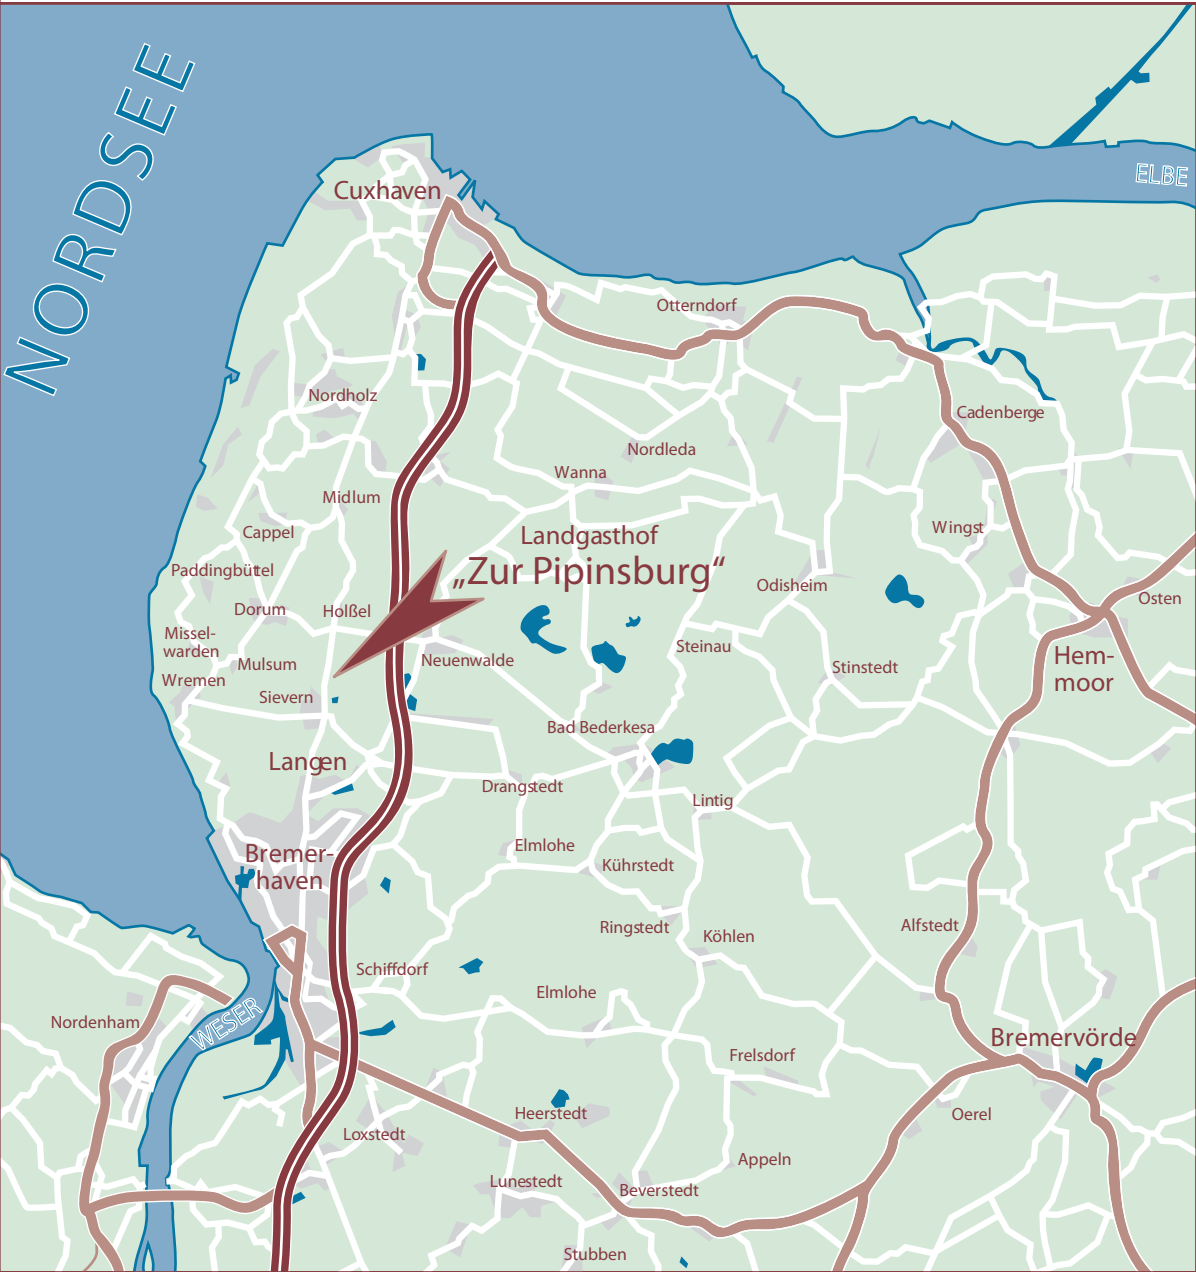 NORDSEE
ELBE
Cuxhaven
Otterndorf
Nordholz
Cadenberge
Nordleda
Wanna
Midlum
Cappel
Wingst
Landgasthof
„Zur Pipinsburg“
Paddingbüttel
Odisheim
Osten
Dorum
Holßel
Missel-
warden
Steinau
Hem-
moor
Mulsum
Neuenwalde
Stinstedt
Wremen
Sievern
Bad Bederkesa
Langen
Drangstedt
Lintig
Elmlohe
Bremer-
haven
Kührstedt
Ringstedt
Köhlen
Alfstedt
Schiffdorf
Elmlohe
WESER
Nordenham
Bremervörde
Frelsdorf
Heerstedt
Oerel
Loxstedt
Appeln
Lunestedt
Beverstedt
Stubben